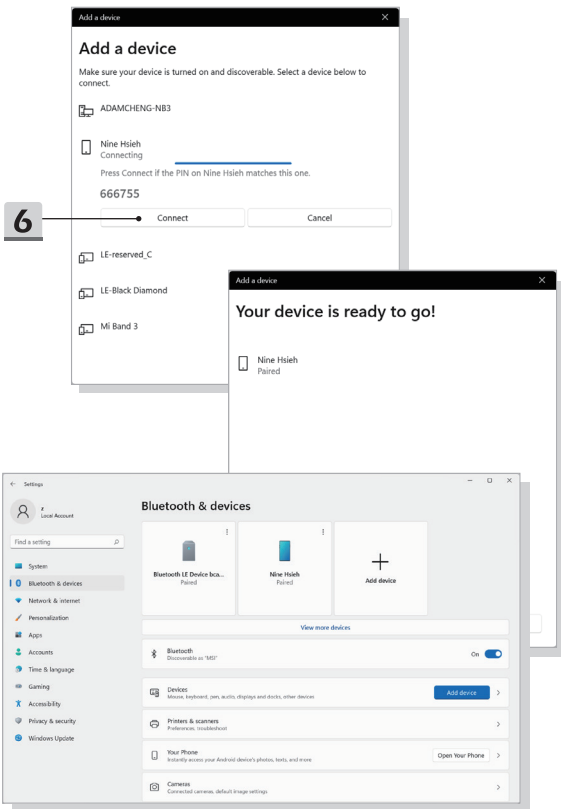 Add a device
Add a device
Make sure your device is turned on and discoverable. Select a device below to
connect.
ADAMCHENG-NB3
Nine Hsieh
Connecting
Press Connect if the PIN on Nine Hsieh matches this one.
666755
6
Connect
Cancel
LE-reserved_C
LE-Black Diamond
Mi Band 3
Add a device
Your device is ready to go!
Nine Hsieh
Paired
Settings
z
Local Account
Find a setting
System
Bluetooth & devices
Network & internet
Personalization
Apps
Accounts
Time & language
Gaming
Accessibility
Privacy & security
Windows Update
Bluetooth & devices
Bluetooth LE Device bca...
Paired
Nine Hsieh
Paired
Add device
View more devices
Bluetooth
Discoverable as "MSI"
On
Devices
Mouse, keyboard, pen, audio, displays and docks, other devices
Add device
Printers & scanners
Preferences, troubleshoot
Your Phone
Instantly access your Android device's photos, texts, and more
Open Your Phone
Cameras
Connected cameras, default image settings